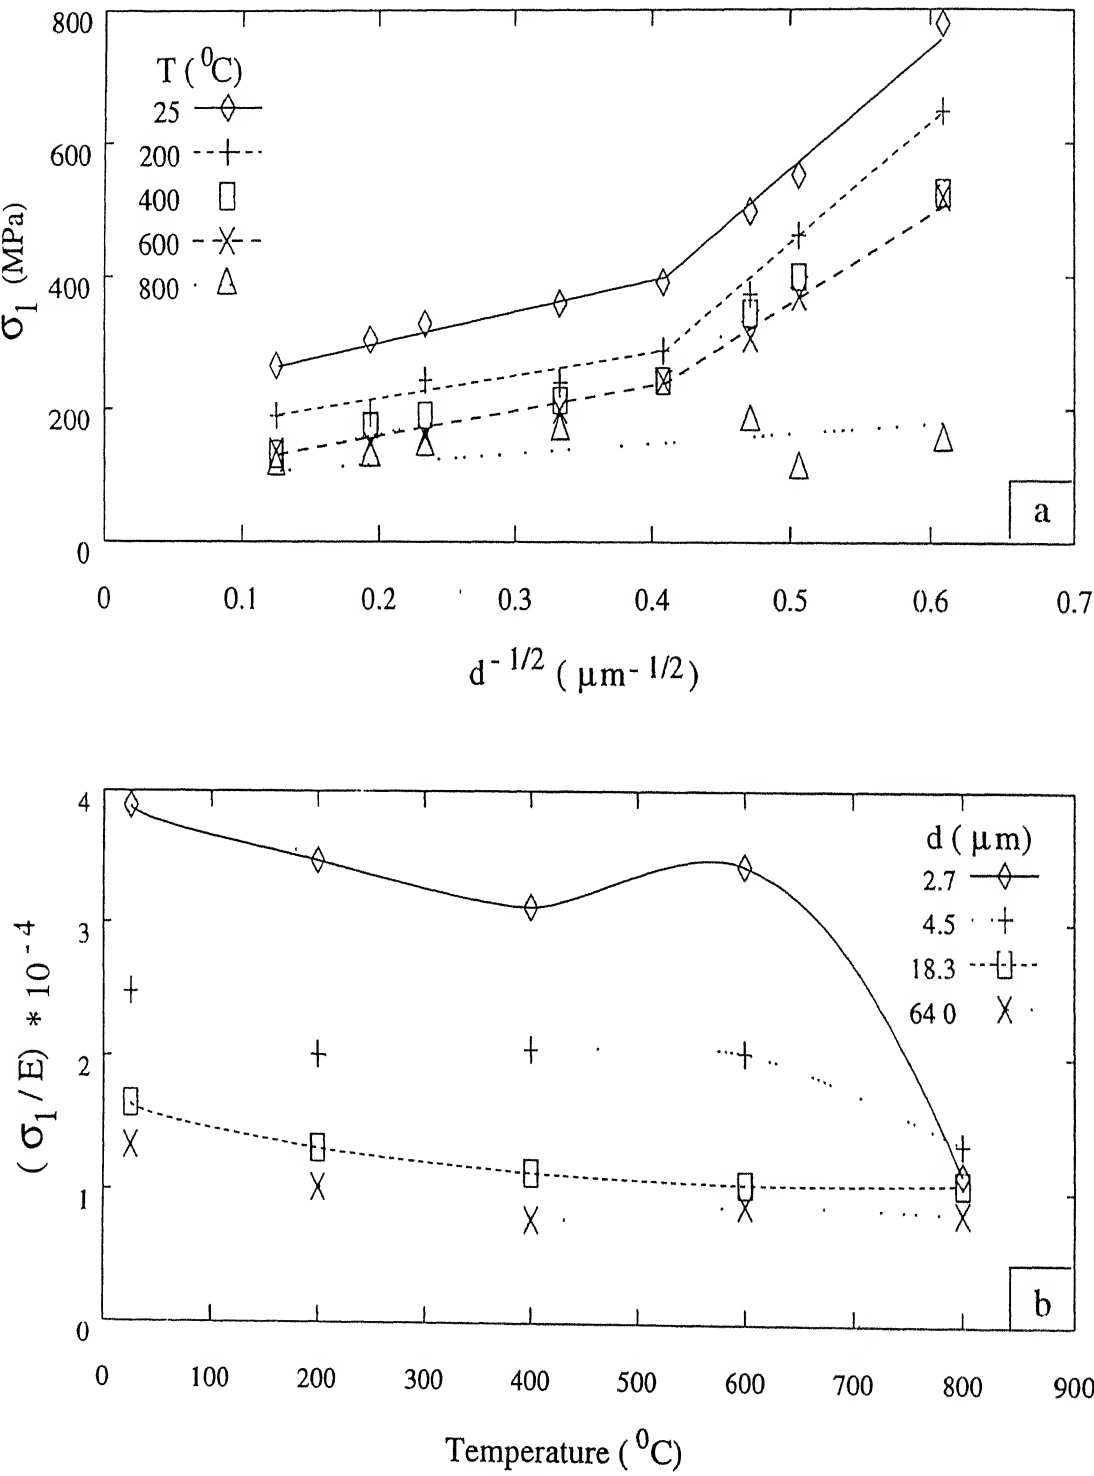 800
600
400
200
0
σ1 (MPa)
T ( 0C)
25
200
400
600
800
a
0 0.1 0.2 0.3 0.4 0.5 0.6 0.7
d- 1/2 ( μm- 1/2)
4
3
2
1
0
( σ1 / E) * 10-4
d ( μm)
2.7
4.5
18.3
64 0
b
0 100 200 300 400 500 600 700 800 900
Temperature ( 0C)